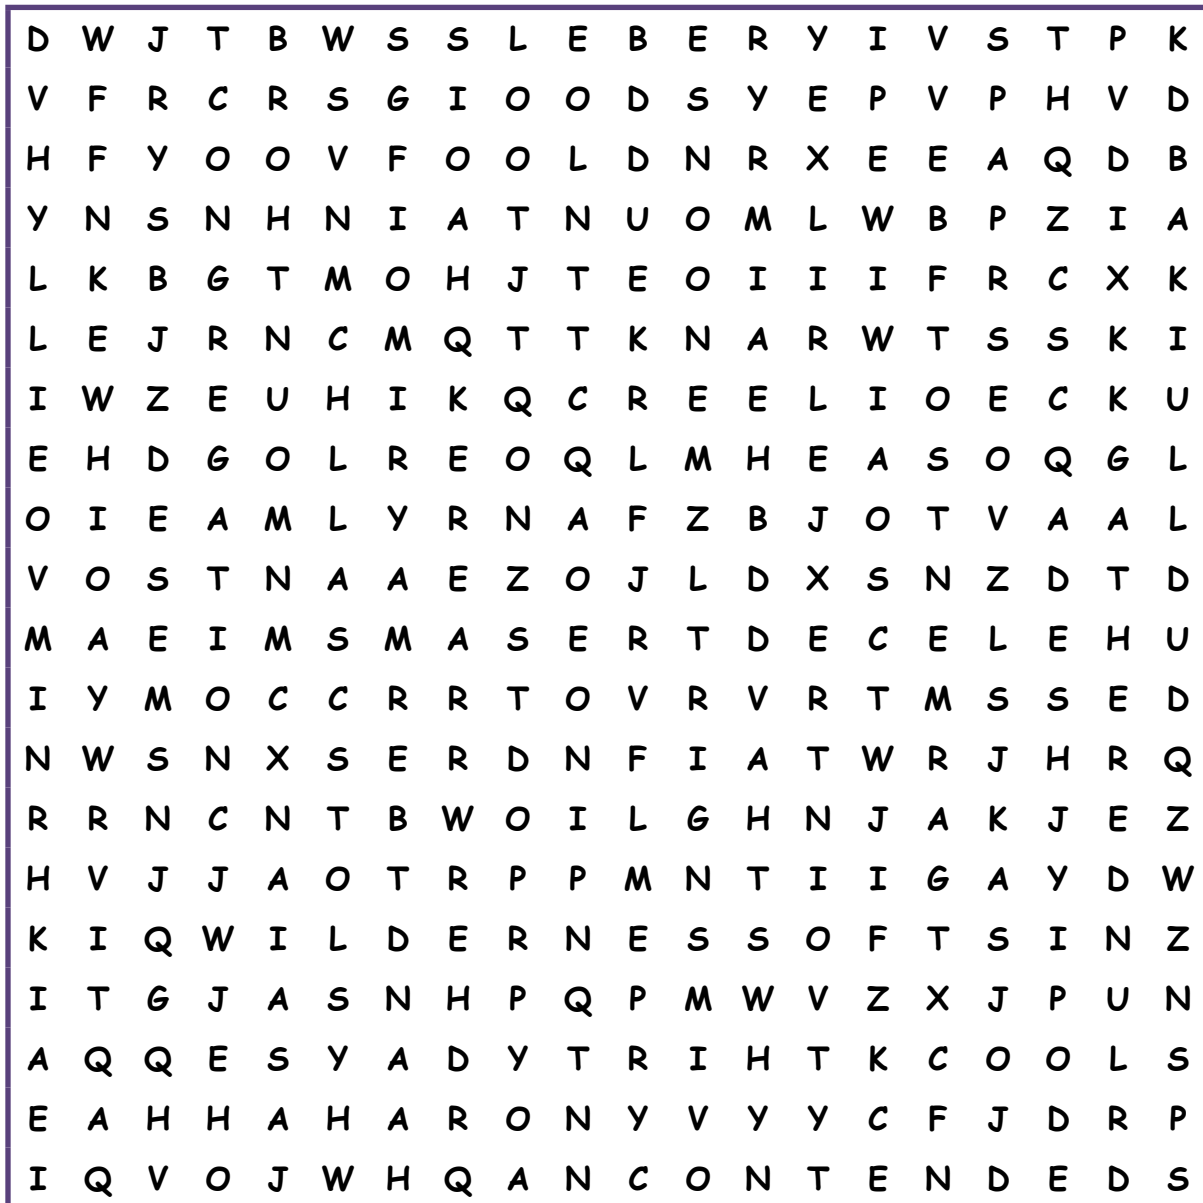 D W J T B W S S L E B E R Y I V S T P K
V F R C R S G I O O D S Y E P V P H V D
H F Y O O V F O O L D N R X E E A Q D B
Y N S N H N I A T N U O M L W B P Z I A
L K B G T M O H J T E O I I I F R C X K
L E J R N C M Q T T K N A R W T S S K I
I W Z E U H I K Q C R E E L I O E C K U
E H D G O L R E O Q L M H E A S O Q G L
O I E A M L Y R N A F Z B J O T V A A L
V O S T N A A E Z O J L D X S N Z D T D
M A E I M S M A S E R T D E C E L E H U
I Y M O C C R R T O V R V R T M S S E D
N W S N X S E R D N F I A T W R J H R Q
R R N C N T B W O I L G H N J A K J E Z
H V J J A O T R P P M N T I I G A Y D W
K I Q W I L D E R N E S S O F T S I N Z
I T G J A S N H P Q P M W V Z X J P U N
A Q Q E S Y A D Y T R I H T K C O O L S
E A H H A H A R O N Y V Y Y C F J D R P
I Q V O J W H Q A N C O N T E N D E D S